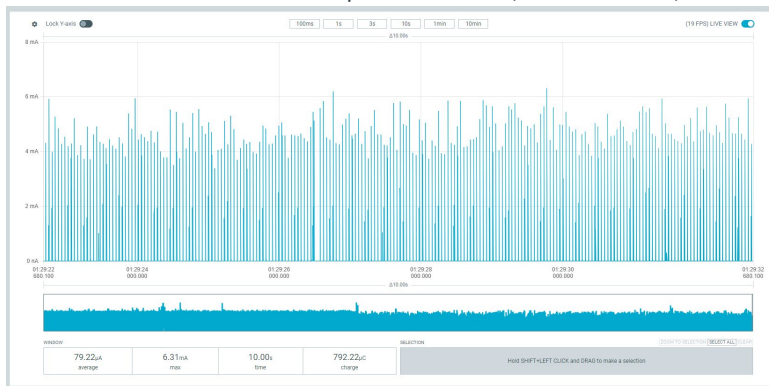 Lock Y-axis
100ms 1s 3s 10s 1min 10min
(19 FPS) LIVE VIEW
Δ10.00s
8 mA
6 mA
4 mA
2 mA
0 nA
01:29:22 01:29:24 01:29:26 01:29:28 01:29:30 01:29:32
680.100 000.000 000.000 000.000 000.000 680.100
Δ10.00s
WINDOW
79.22µA 6.31mA 10.00s 792.22µC
average max time charge
SELECTION
ZOOM TO SELECTION SELECT ALL CLEAR
Hold SHIFT+LEFT CLICK and DRAG to make a selection